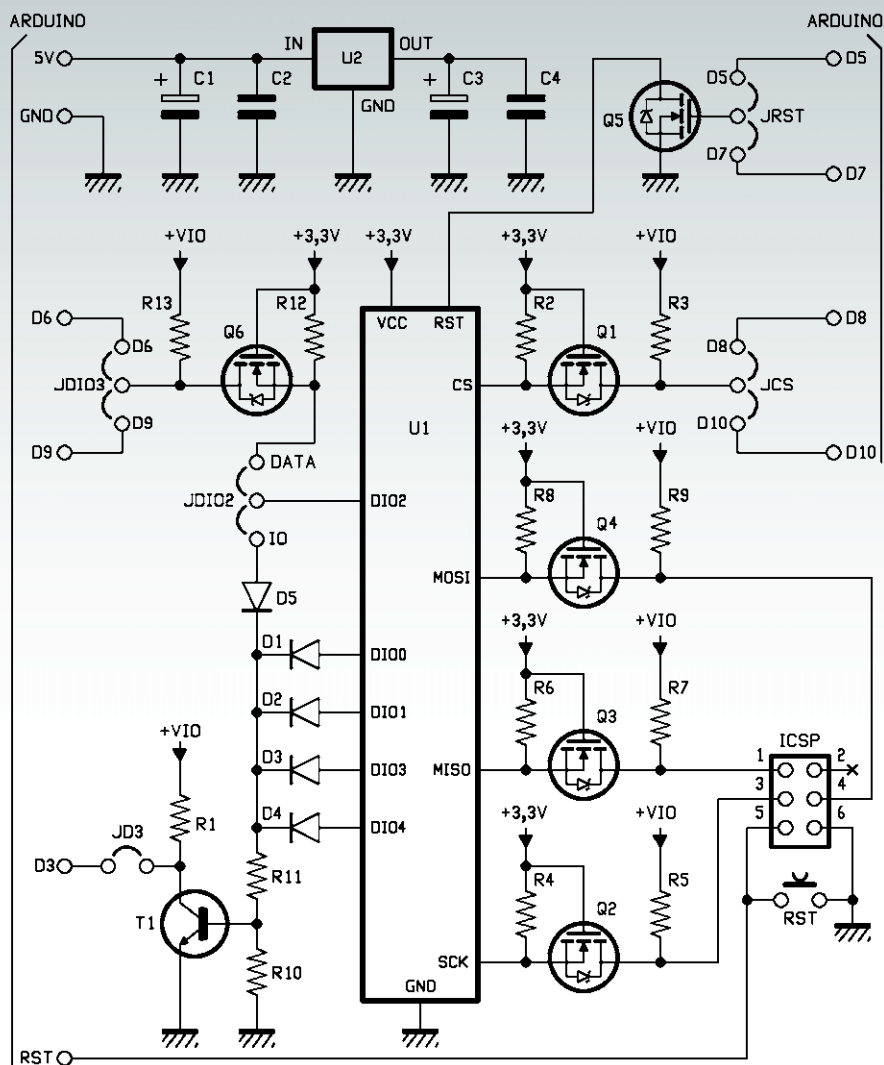 ARDUINO ARDUINO
5V IN U2 OUT D5
C1 C2 GND C3 C4 D5
+ +
GND Q5 JRST
D7 D7
+VIO +3,3V +3,3V +3,3V +VIO
R13 R12 VCC RST R2 R3
D6 D6 Q6 Q1 D8 D8
JDIO3 CS JCS
D9 D9 U1 D10 D10
DATA +3,3V +VIO
JDIO2 DIO2 R8 R9
IO Q4
D5 MOSI
D1 DIO0 +3,3V +VIO
D2 DIO1 R6 R7
+VIO Q3 ICSP
D3 DIO3 MISO 1 2
R1 3 4
D4 DIO4 +3,3V +VIO 5 6
D3 JD3 R11 R4 R5
T1 Q2 RST
R10 SCK
GND
RST